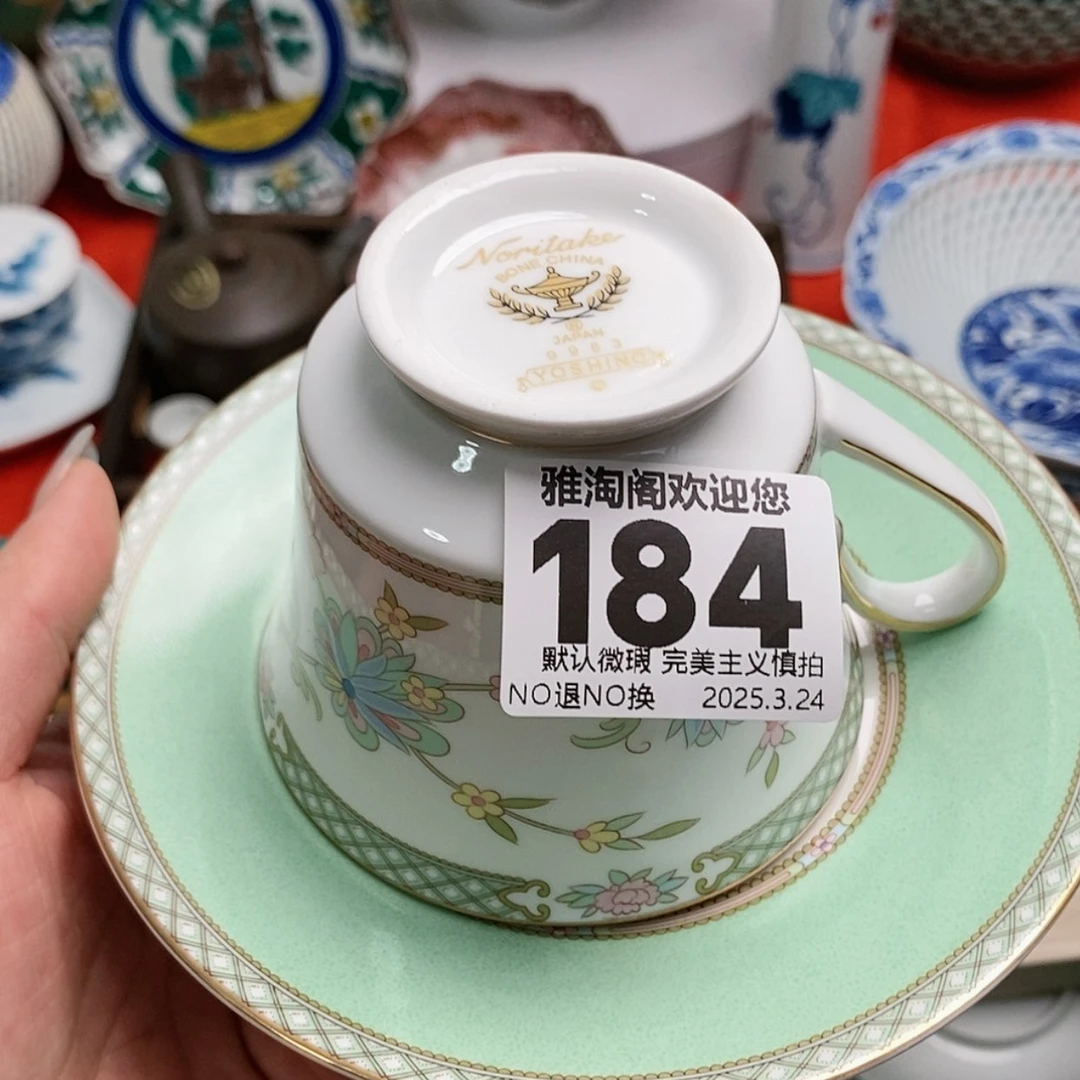 Noritake
BONE CHINA
JAPAN
9983
YOSHINO
©
雅淘阁欢迎您
184
默认微瑕 完美主义慎拍
NO退NO换 2025.3.24